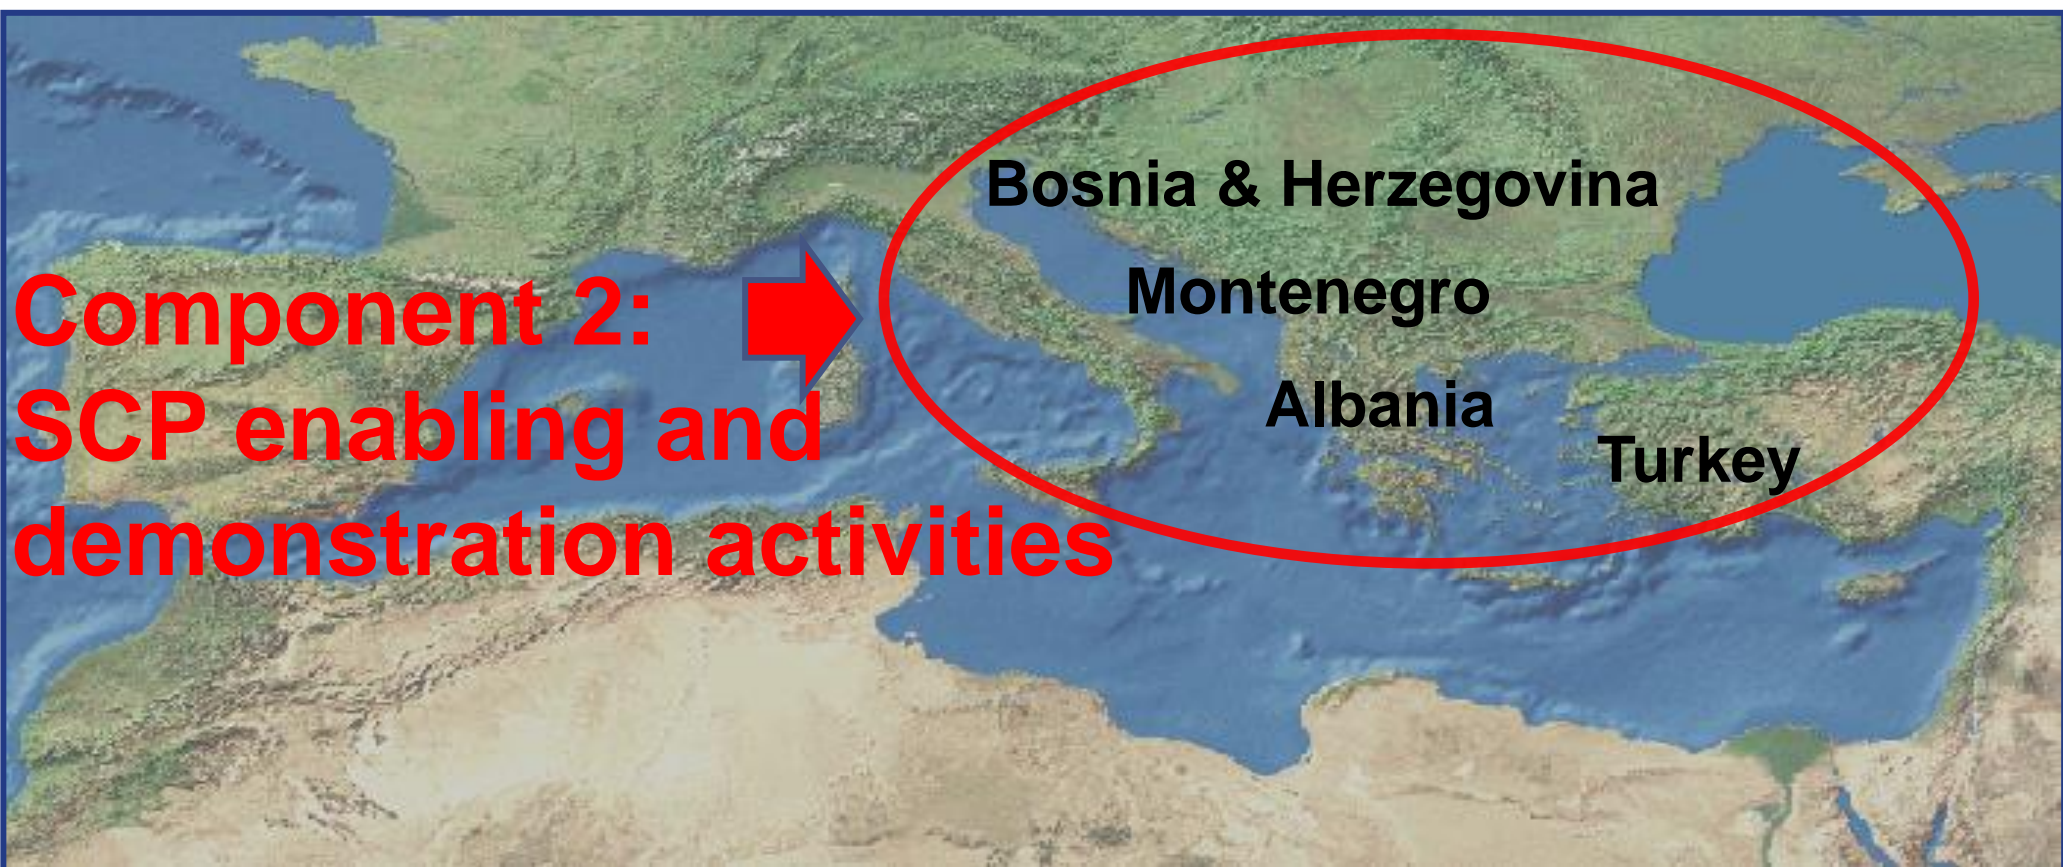 Component 2:
SCP enabling and
demonstration activities
Bosnia & Herzegovina
Montenegro
Albania
Turkey